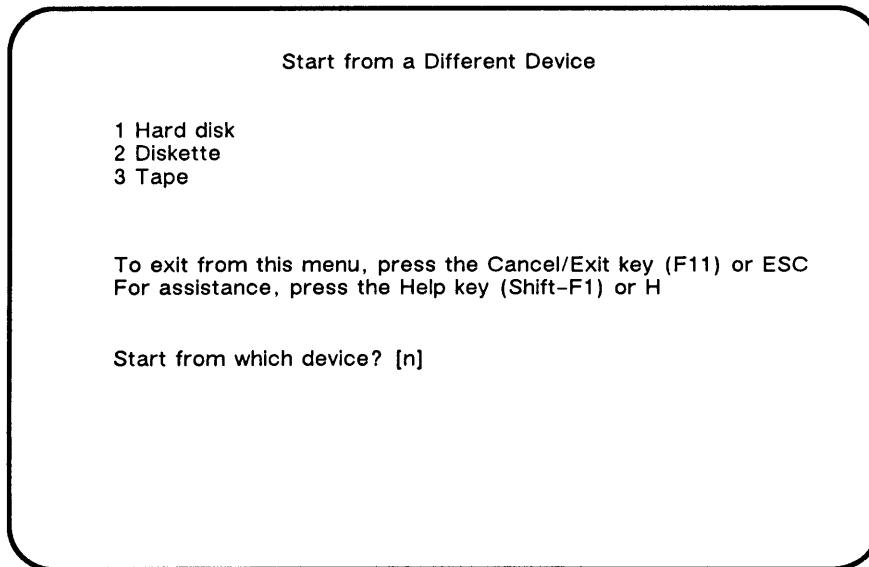 Start from a Different Device
1 Hard disk
2 Diskette
3 Tape
To exit from this menu, press the Cancel/Exit key (F11) or ESC
For assistance, press the Help key (Shift-F1) or H
Start from which device? [n]